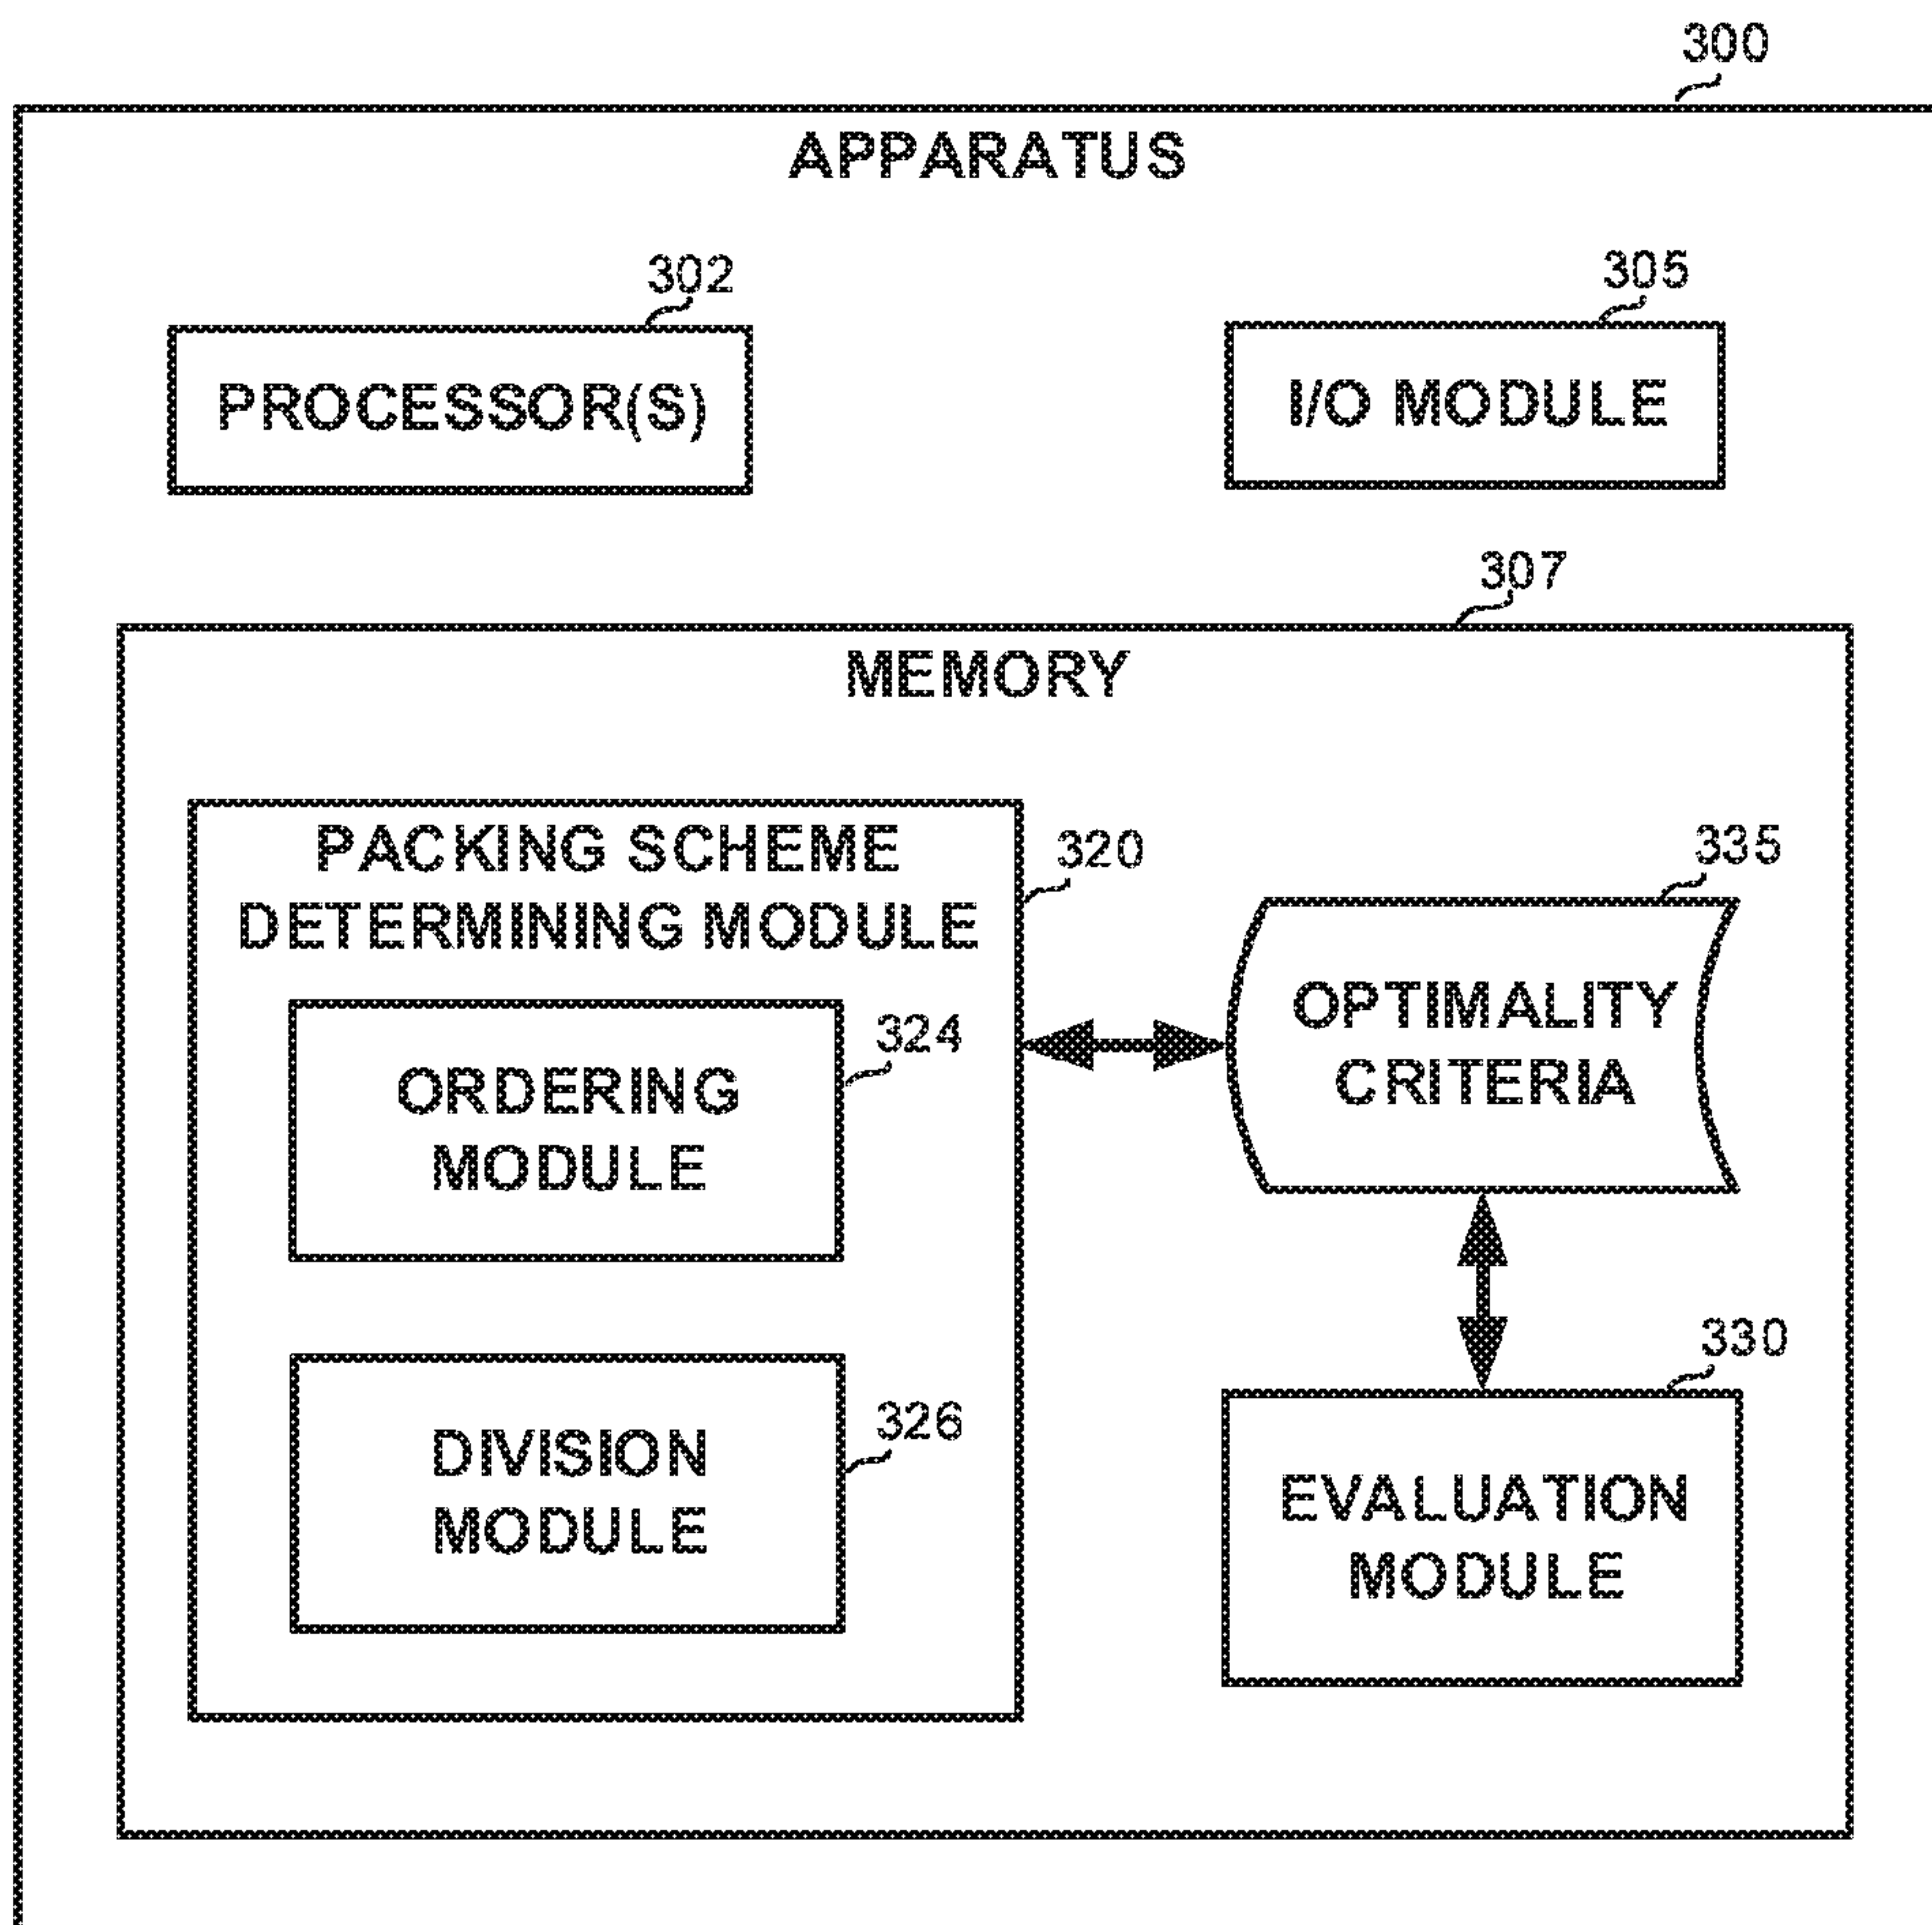 300
APPARATUS
302
305
PROCESSOR(S)
I/O MODULE
307
MEMORY
PACKING SCHEME
DETERMINING MODULE
320
335
ORDERING
MODULE
324
OPTIMALITY
CRITERIA
DIVISION
MODULE
326
330
EVALUATION
MODULE